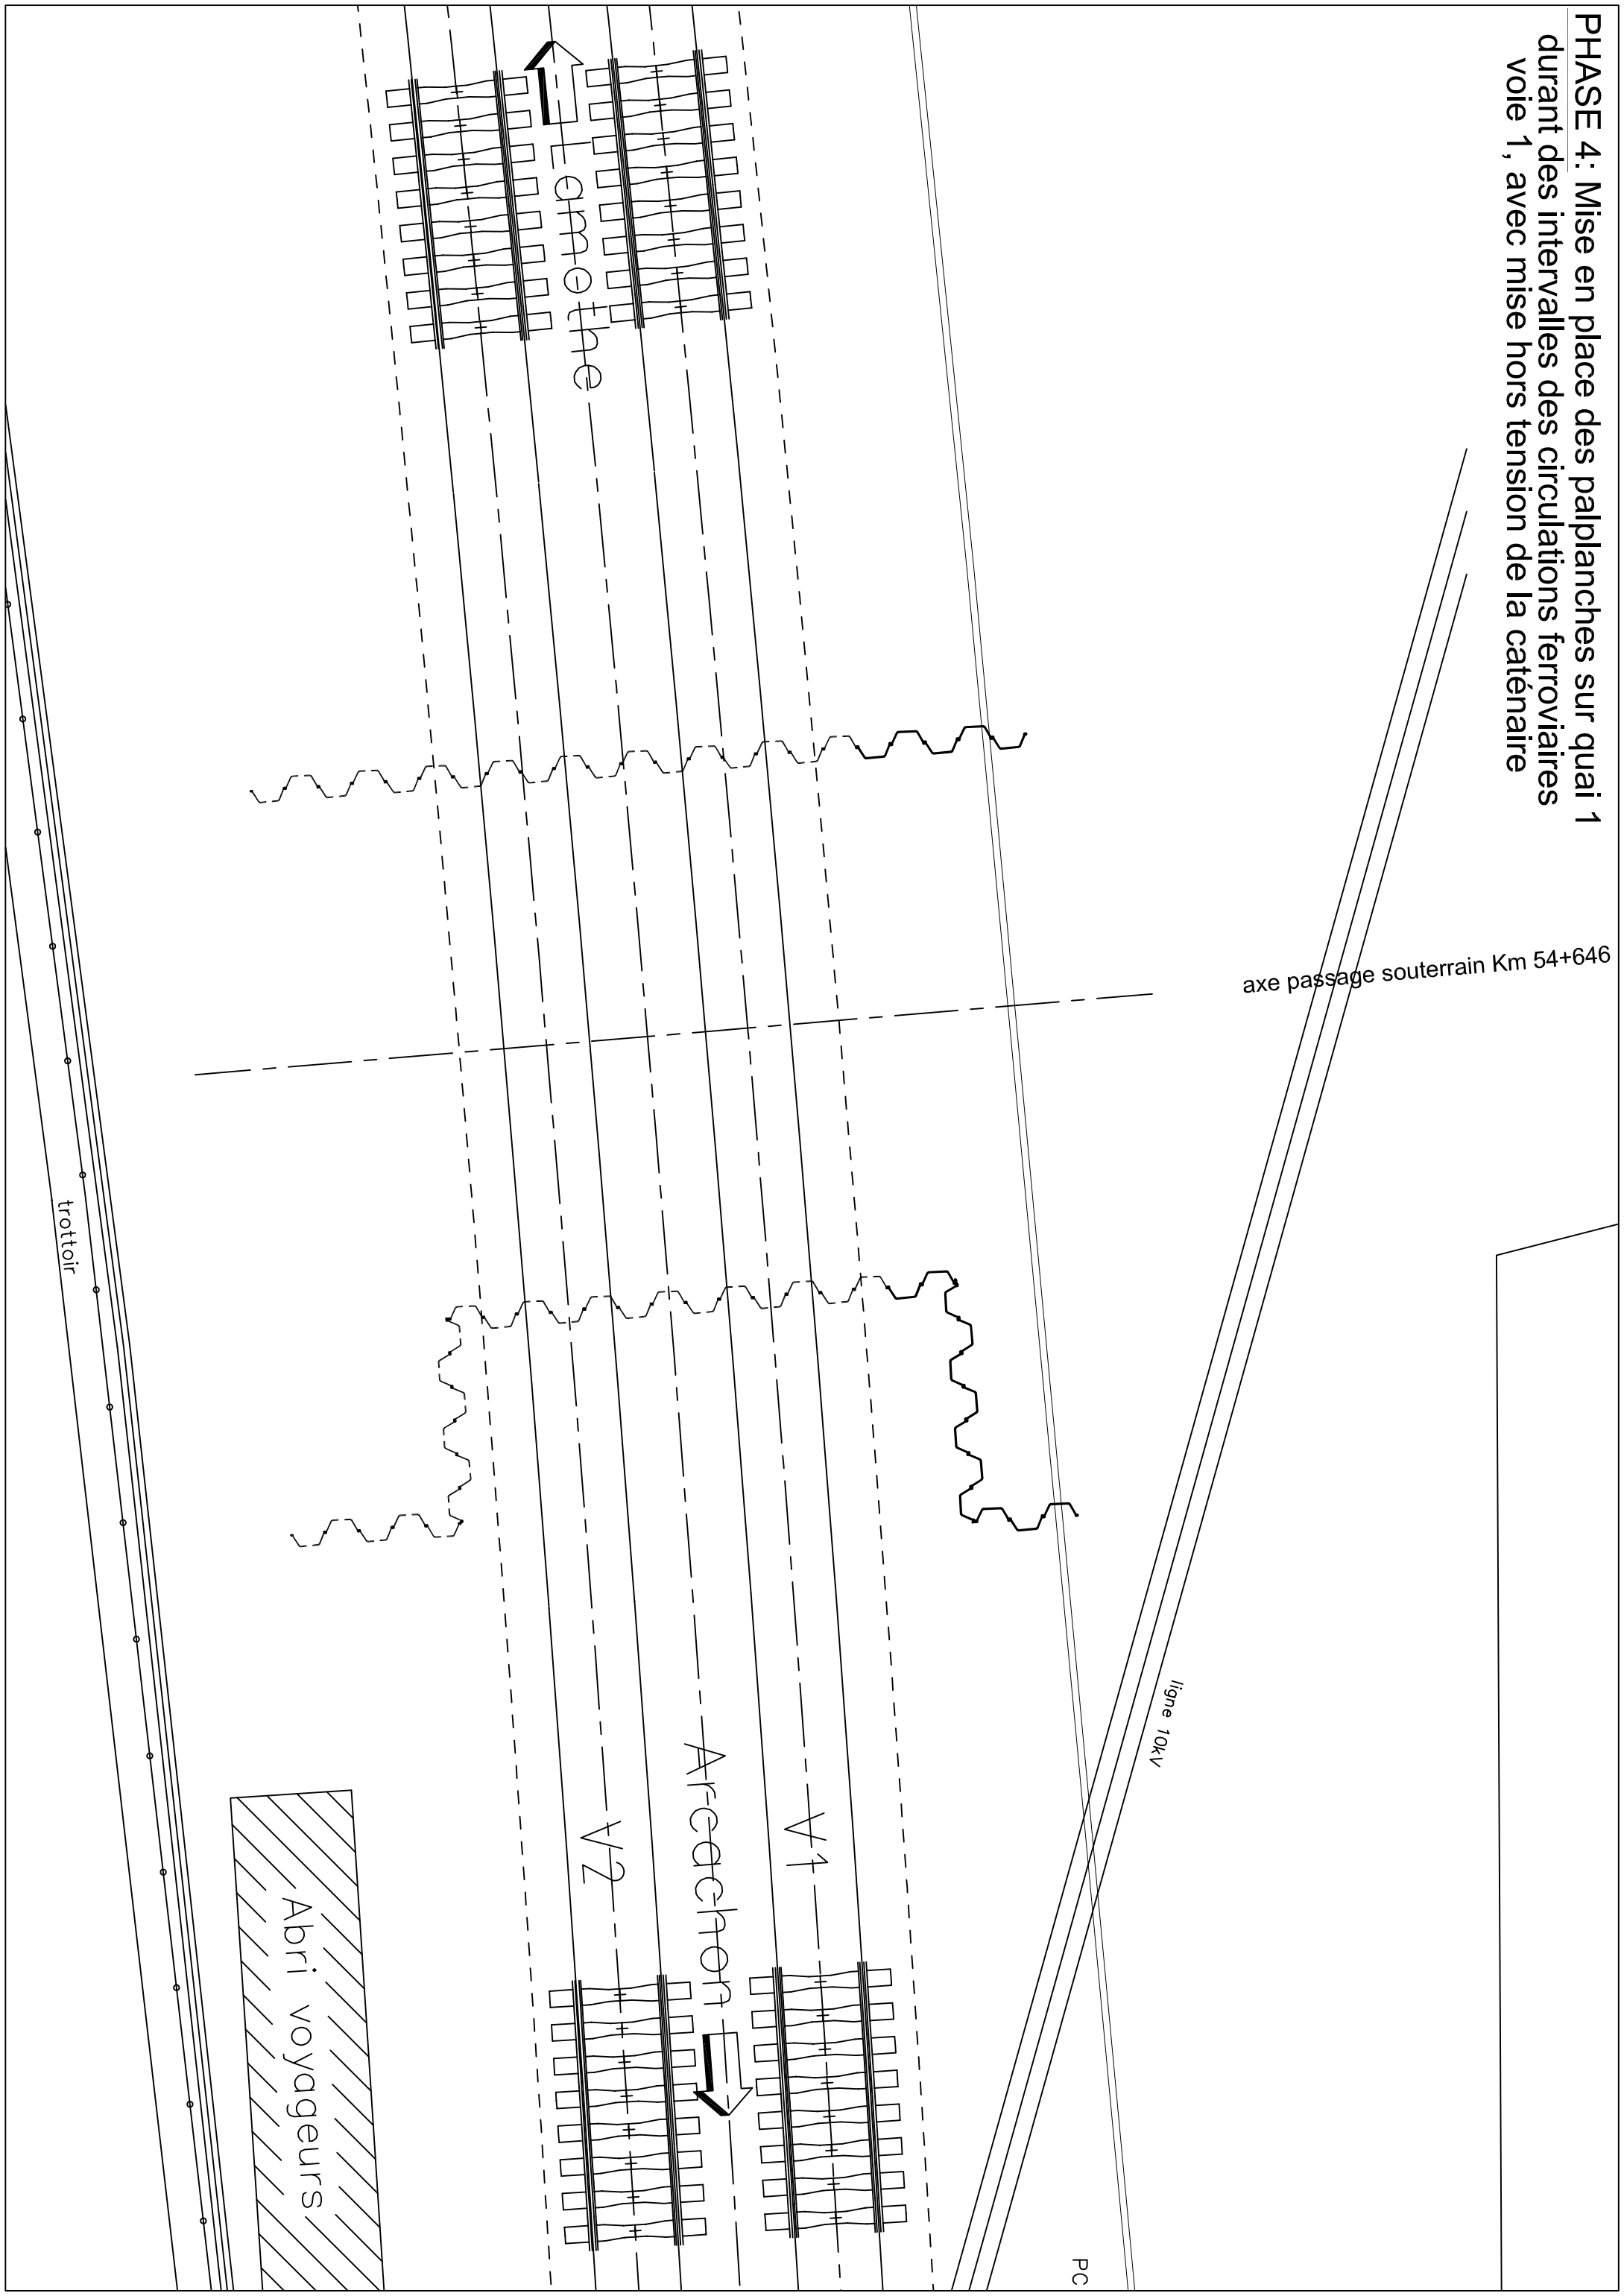 PHASE 4: Mise en place des palplanches sur quai 1
durant des intervalles des circulations ferroviaires
voie 1, avec mise hors tension de la caténaire
Lamothe
axe passage souterrain Km 54+646
trottoir
ligne 10kV
Arcachon
V1
V2
Abri voyageurs
PC